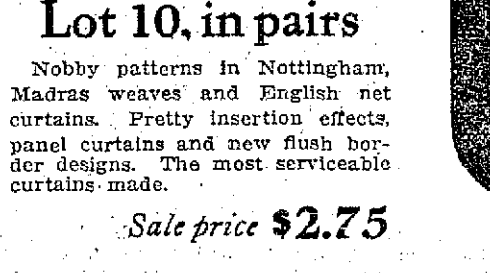 Lot 10, in pairs
Nobby patterns in Nottingham,
Madras weaves and English net
curtains. Pretty insertion effects,
panel curtains and new flush bor-
der designs. The most serviceable
curtains made.
Sale price $2.75